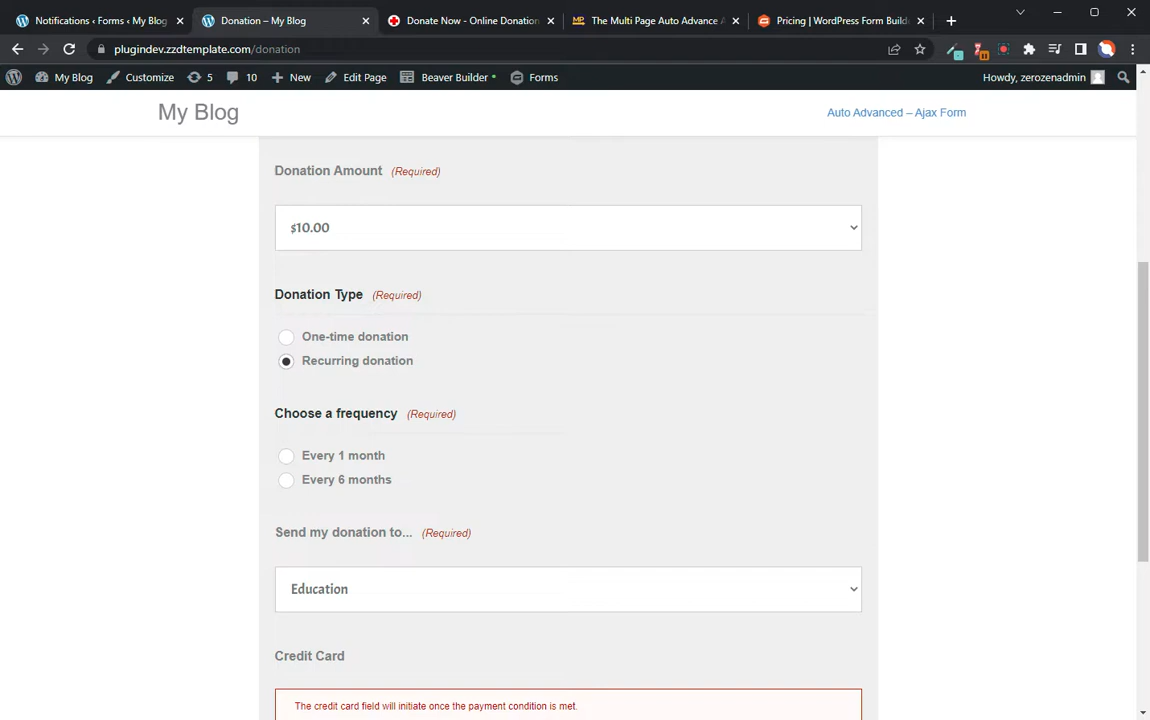 Notifications ‹ Forms ‹ My Blog
Donation – My Blog
Donate Now - Online Donation
The Multi Page Auto Advance A
Pricing | WordPress Form Build
plugindev.zzdtemplate.com/donation
My Blog
Customize
5
10
New
Edit Page
Beaver Builder
Forms
Howdy, zerozenadmin
My Blog
Auto Advanced – Ajax Form
Donation Amount (Required)
$10.00
Donation Type (Required)
One-time donation
Recurring donation
Choose a frequency (Required)
Every 1 month
Every 6 months
Send my donation to... (Required)
Education
Credit Card
The credit card field will initiate once the payment condition is met.